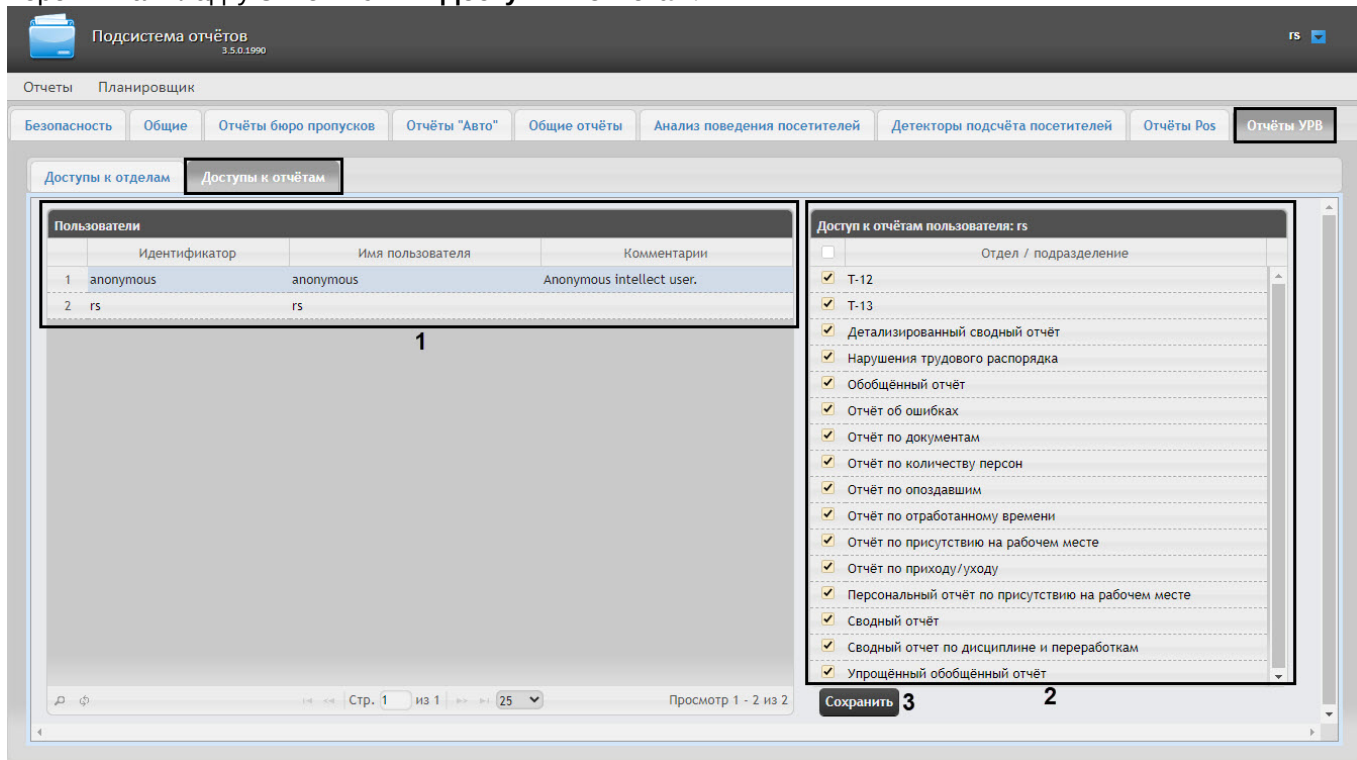 Подсистема отчётов
3.5.0.1990
rs
Отчеты Планировщик
Безопасность Общие Отчёты бюро пропусков Отчёты "Авто" Общие отчёты Анализ поведения посетителей Детекторы подсчёта посетителей Отчёты Pos Отчёты УРВ
Доступы к отделам Доступы к отчётам
Пользователи
Идентификатор Имя пользователя Комментарии
1 anonymous anonymous Anonymous intellect user.
2 rs rs
1
Стр. 1 из 1 25 Просмотр 1 - 2 из 2
Доступ к отчётам пользователя: rs
Отдел / подразделение
Т-12
Т-13
Детализированный сводный отчёт
Нарушения трудового распорядка
Обобщённый отчёт
Отчёт об ошибках
Отчёт по документам
Отчёт по количеству персон
Отчёт по опоздавшим
Отчёт по отработанному времени
Отчёт по присутствию на рабочем месте
Отчёт по приходу/уходу
Персональный отчёт по присутствию на рабочем месте
Сводный отчёт
Сводный отчет по дисциплине и переработкам
Упрощённый обобщённый отчёт
Сохранить 3
2